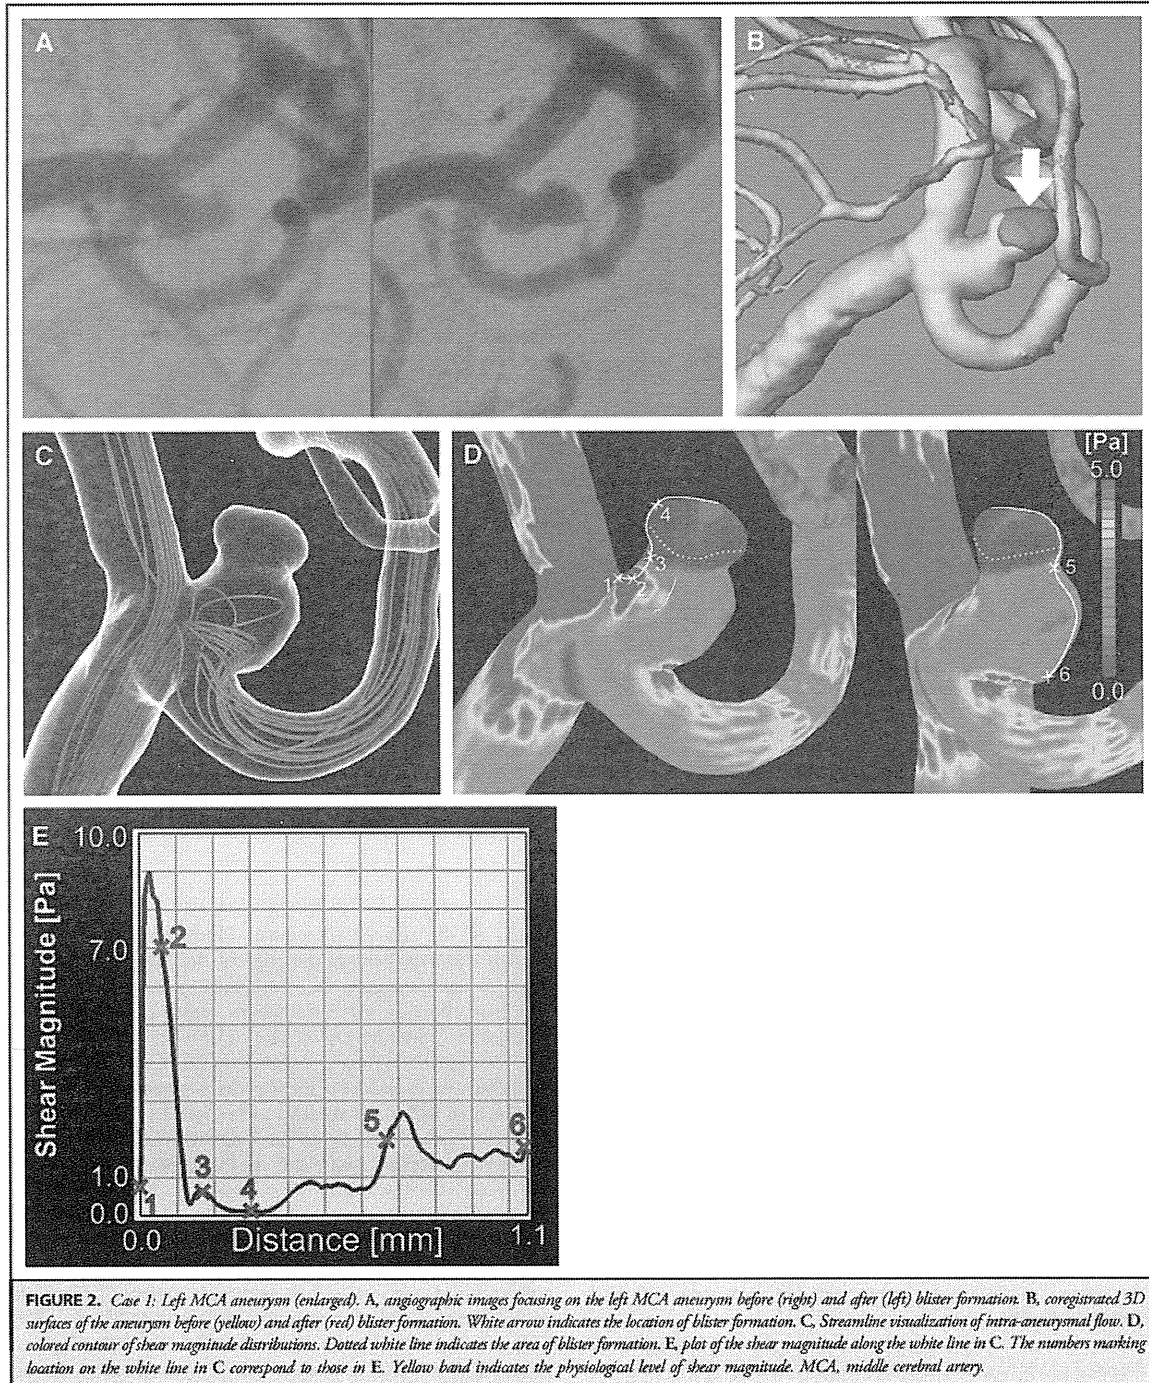 A
B
C
D
[Pa]
5.0
4
3
1
2
5
6
0.0
E
10.0
7.0
1.0
0.0
Shear Magnitude [Pa]
2
3
4
1
5
6
0.0
Distance [mm]
1.1
FIGURE 2. Case 1: Left MCA aneurysm (enlarged). A, angiographic images focusing on the left MCA aneurysm before (right) and after (left) blister formation. B, coregistrated 3D
surfaces of the aneurysm before (yellow) and after (red) blister formation. White arrow indicates the location of blister formation. C, Streamline visualization of intra-aneurysmal flow. D,
colored contour of shear magnitude distributions. Dotted white line indicates the area of blister formation. E, plot of the shear magnitude along the white line in C. The numbers marking
location on the white line in C correspond to those in E. Yellow band indicates the physiological level of shear magnitude. MCA, middle cerebral artery.